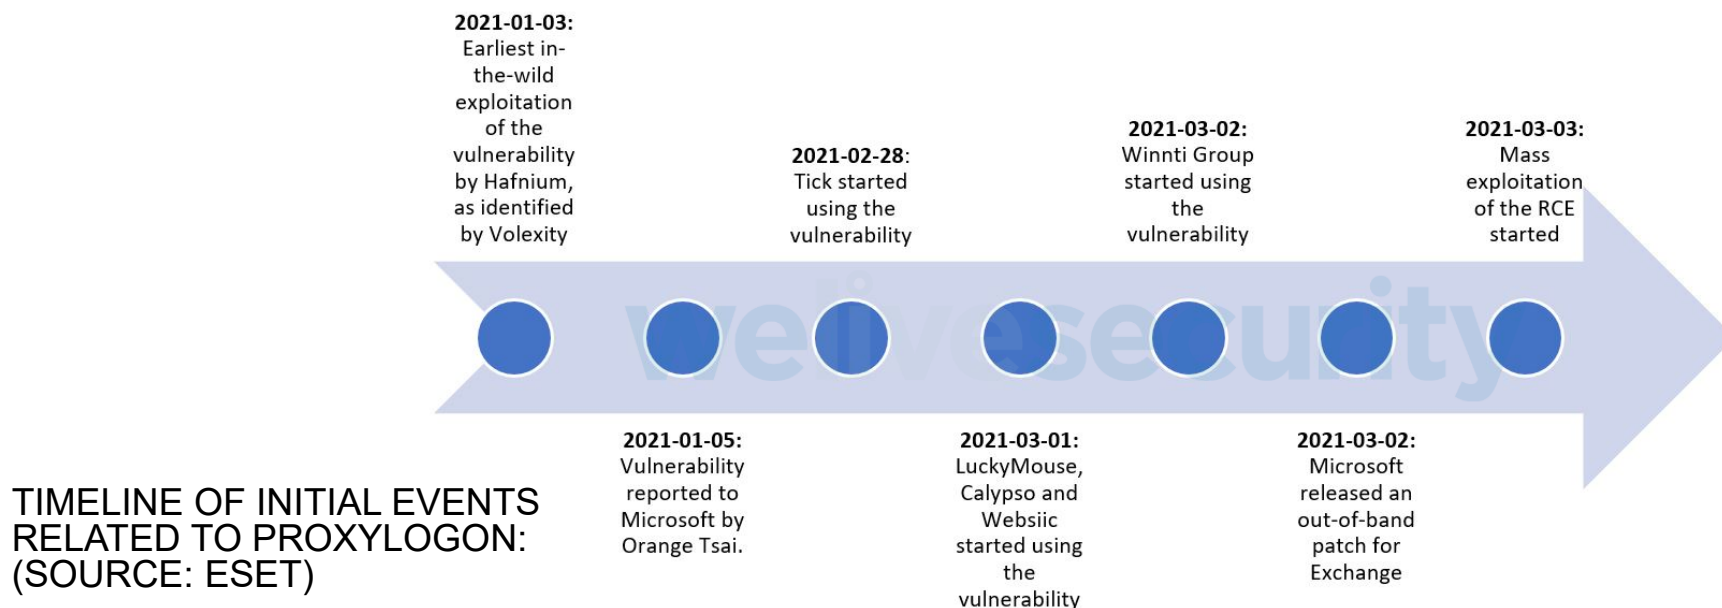 2021-01-03:
Earliest in-
the-wild
exploitation
of the
vulnerability
by Hafnium,
as identified
by Volexity
2021-01-05:
Vulnerability
reported to
Microsoft by
Orange Tsai.
2021-02-28:
Tick started
using the
vulnerability
2021-03-01:
LuckyMouse,
Calypso and
Websiic
started using
the
vulnerability
2021-03-02:
Winnti Group
started using
the
vulnerability
2021-03-02:
Microsoft
released an
out-of-band
patch for
Exchange
2021-03-03:
Mass
exploitation
of the RCE
started
welivesecurity
TIMELINE OF INITIAL EVENTS
RELATED TO PROXYLOGON:
(SOURCE: ESET)